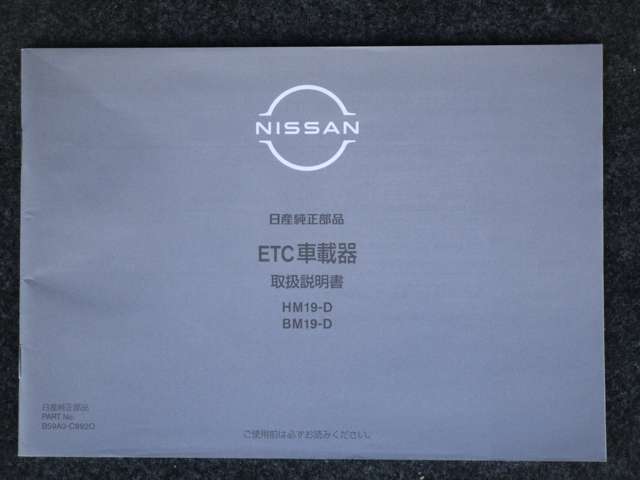 NISSAN
日産純正部品
ETC車載器
取扱説明書
HM19-D
BM19-D
日産純正部品
PART No.
B59A3-C992O
ご使用前は必ずお読みください。